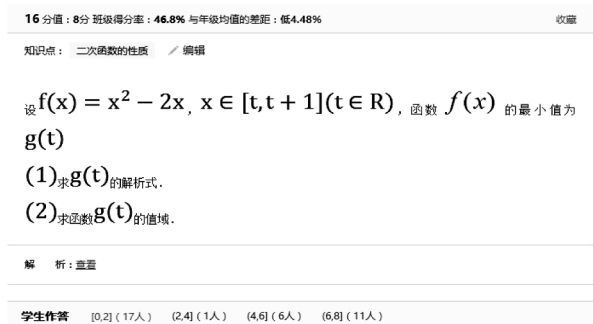 16 分值：8分 班级得分率：46.8% 与年级均值的差距：低4.48% 收藏
知识点： 二次函数的性质 编辑
设f(x) = x² − 2x，x ∈ [t, t + 1](t ∈ R)，函数 f(x) 的最小值为
g(t)
(1)求g(t)的解析式．
(2)求函数g(t)的值域．
解 析：查看
学生作答 [0,2]（17人） (2,4]（1人） (4,6]（6人） (6,8]（11人）